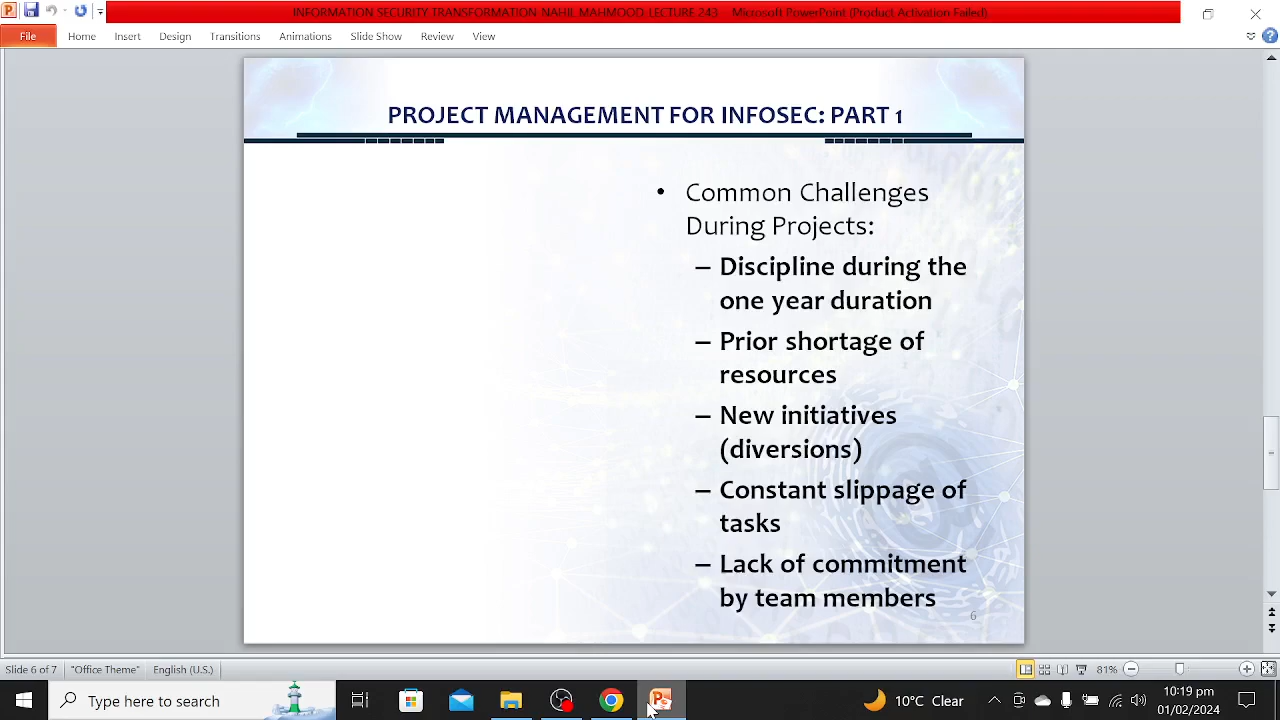 INFORMATION SECURITY TRANSFORMATION NAHIL MAHMOOD LECTURE 243 - Microsoft PowerPoint (Product Activation Failed)
File Home Insert Design Transitions Animations Slide Show Review View
PROJECT MANAGEMENT FOR INFOSEC: PART 1
• Common Challenges
During Projects:
– Discipline during the
one year duration
– Prior shortage of
resources
– New initiatives
(diversions)
– Constant slippage of
tasks
– Lack of commitment
by team members
6
Slide 6 of 7 "Office Theme" English (U.S.) 81%
Type here to search 10°C Clear 10:19 pm
01/02/2024